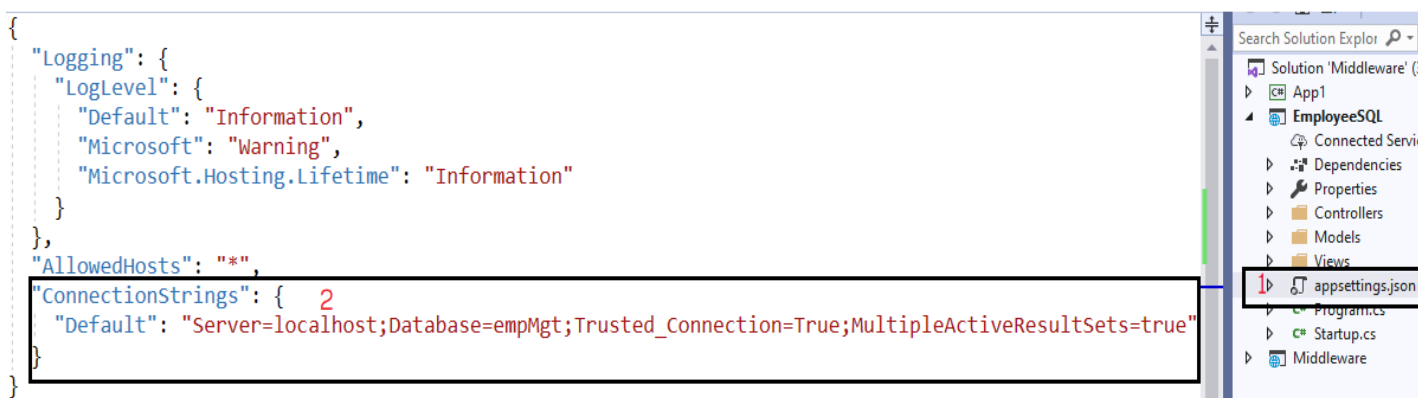 {
"Logging": {
"LogLevel": {
"Default": "Information",
"Microsoft": "Warning",
"Microsoft.Hosting.Lifetime": "Information"
}
},
"AllowedHosts": "*",
"ConnectionStrings": { 2
"Default": "Server=localhost;Database=empMgt;Trusted_Connection=True;MultipleActiveResultSets=true"
}
}
Search Solution Explor
Solution 'Middleware' (
C# App1
EmployeeSQL
Connected Servi
Dependencies
Properties
Controllers
Models
Views
1 appsettings.json
C# Program.cs
C# Startup.cs
Middleware